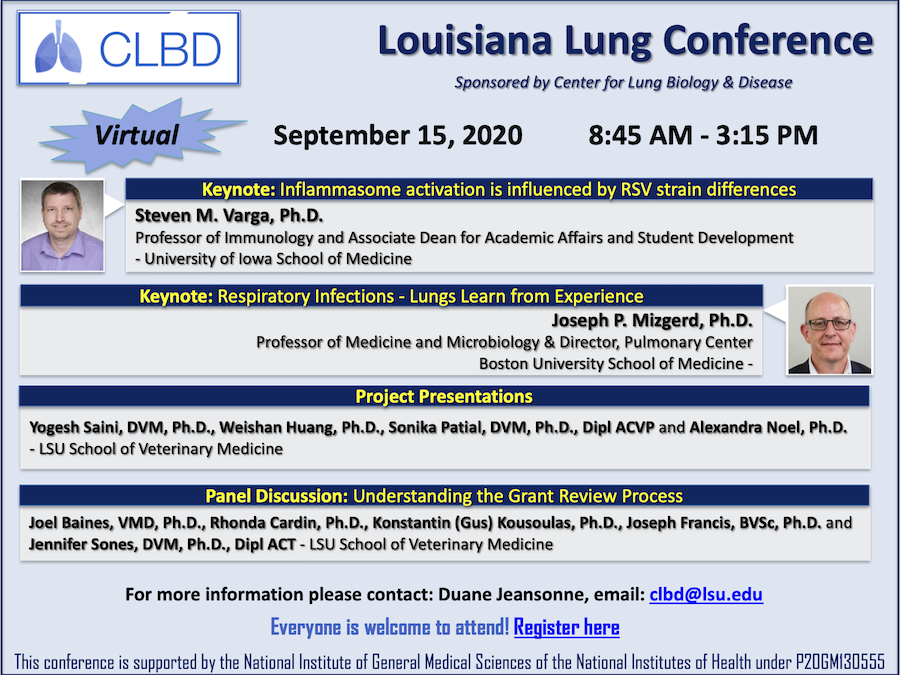 CLBD
Louisiana Lung Conference
Sponsored by Center for Lung Biology & Disease
Virtual
September 15, 2020 8:45 AM - 3:15 PM
Keynote: Inflammasome activation is influenced by RSV strain differences
Steven M. Varga, Ph.D.
Professor of Immunology and Associate Dean for Academic Affairs and Student Development
- University of Iowa School of Medicine
Keynote: Respiratory Infections - Lungs Learn from Experience
Joseph P. Mizgerd, Ph.D.
Professor of Medicine and Microbiology & Director, Pulmonary Center
Boston University School of Medicine -
Project Presentations
Yogesh Saini, DVM, Ph.D., Weishan Huang, Ph.D., Sonika Patial, DVM, Ph.D., Dipl ACVP and Alexandra Noel, Ph.D.
- LSU School of Veterinary Medicine
Panel Discussion: Understanding the Grant Review Process
Joel Baines, VMD, Ph.D., Rhonda Cardin, Ph.D., Konstantin (Gus) Kousoulas, Ph.D., Joseph Francis, BVSc, Ph.D. and
Jennifer Sones, DVM, Ph.D., Dipl ACT - LSU School of Veterinary Medicine
For more information please contact: Duane Jeansonne, email: clbd@lsu.edu
Everyone is welcome to attend! Register here
This conference is supported by the National Institute of General Medical Sciences of the National Institutes of Health under P20GM130555